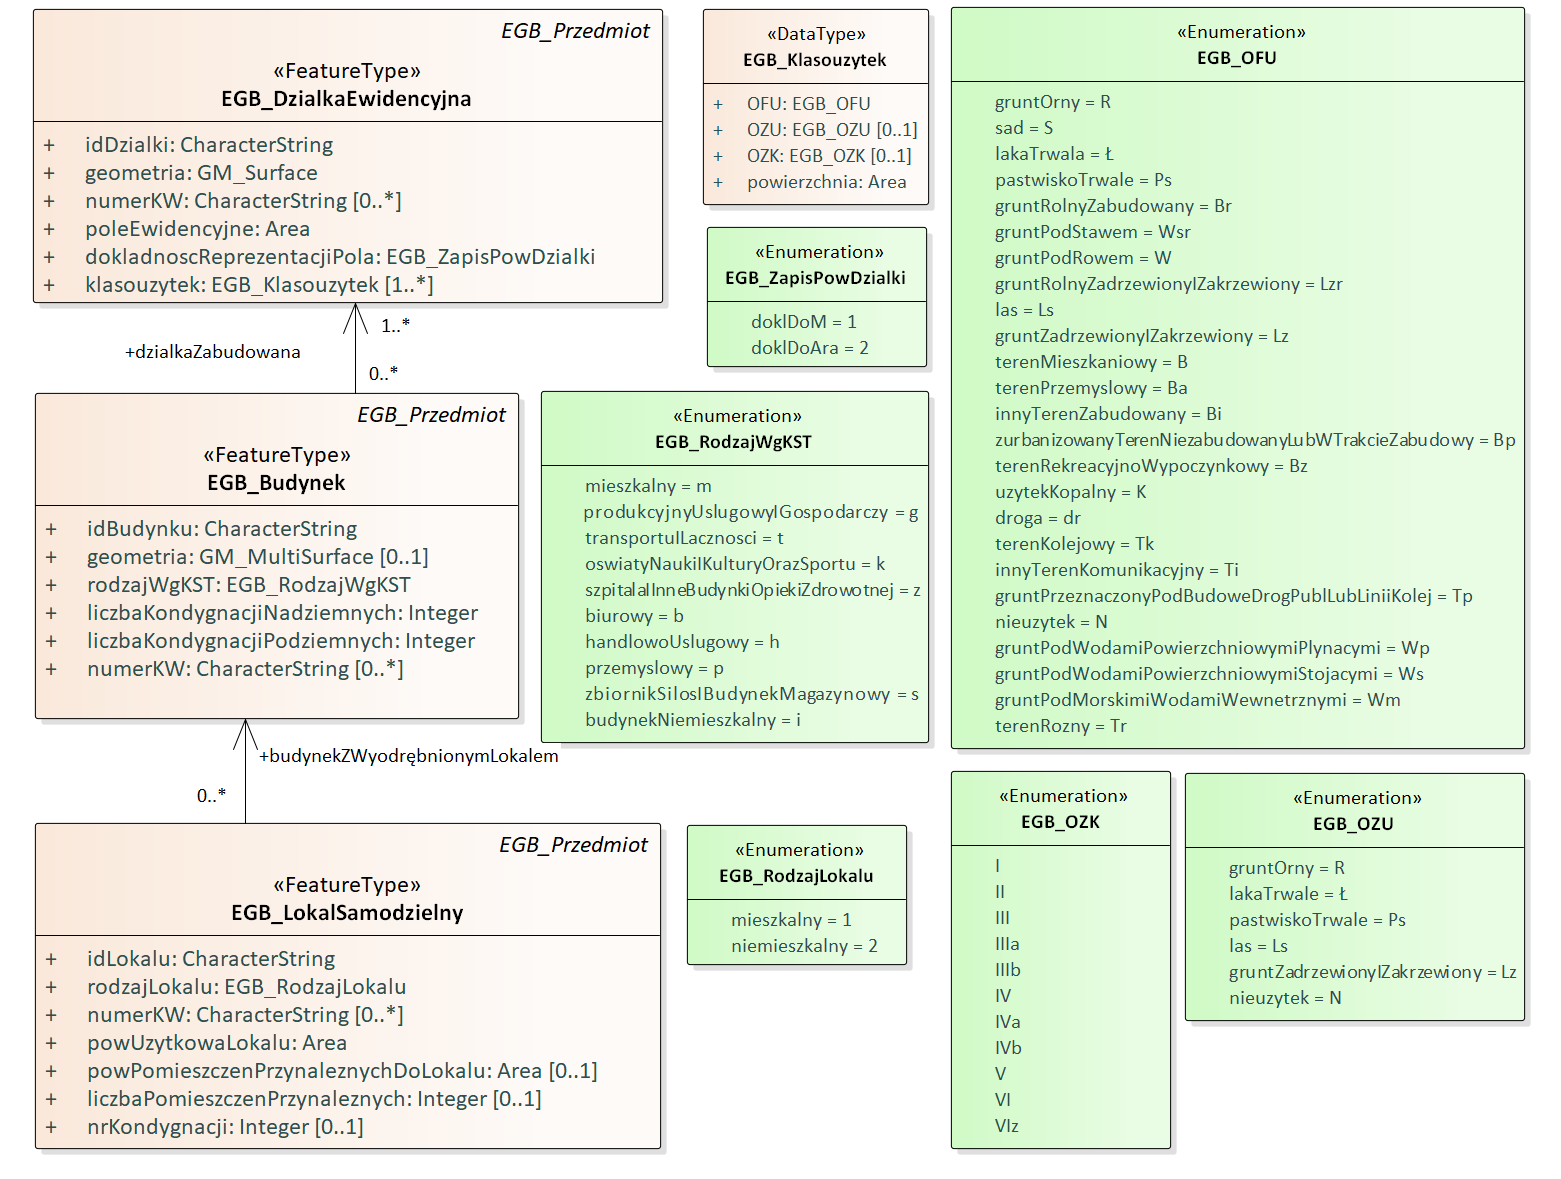 EGB_Przedmiot
«FeatureType»
EGB_DzialkaEwidencyjna
+ idDzialki: CharacterString
+ geometria: GM_Surface
+ numerKW: CharacterString [0..*]
+ poleEwidencyjne: Area
+ dokladnoscReprezentacjiPola: EGB_ZapisPowDzialki
+ klasouzytek: EGB_Klasouzytek [1..*]
1..*
+dzialkaZabudowana
0..*
EGB_Przedmiot
«FeatureType»
EGB_Budynek
+ idBudynku: CharacterString
+ geometria: GM_MultiSurface [0..1]
+ rodzajWgKST: EGB_RodzajWgKST
+ liczbaKondygnacjiNadziemnych: Integer
+ liczbaKondygnacjiPodziemnych: Integer
+ numerKW: CharacterString [0..*]
+budynekZWyodrębnionymLokalem
0..*
EGB_Przedmiot
«FeatureType»
EGB_LokalSamodzielny
+ idLokalu: CharacterString
+ rodzajLokalu: EGB_RodzajLokalu
+ numerKW: CharacterString [0..*]
+ powUzytkowaLokalu: Area
+ powPomieszczenPrzynaleznychDoLokalu: Area [0..1]
+ liczbaPomieszczenPrzynaleznych: Integer [0..1]
+ nrKondygnacji: Integer [0..1]
«DataType»
EGB_Klasouzytek
+ OFU: EGB_OFU
+ OZU: EGB_OZU [0..1]
+ OZK: EGB_OZK [0..1]
+ powierzchnia: Area
«Enumeration»
EGB_ZapisPowDzialki
doklDoM = 1
doklDoAra = 2
«Enumeration»
EGB_RodzajWgKST
mieszkalny = m
produkcyjnyUslugowyIGospodarczy = g
transportuILacznosci = t
oswiatyNaukiIKulturyOrazSportu = k
szpitalaIInneBudynkiOpiekiZdrowotnej = z
biurowy = b
handlowoUslugowy = h
przemyslowy = p
zbiornikSilosIBudynekMagazynowy = s
budynekNiemieszkalny = i
«Enumeration»
EGB_RodzajLokalu
mieszkalny = 1
niemieszkalny = 2
«Enumeration»
EGB_OFU
gruntOrny = R
sad = S
lakaTrwala = Ł
pastwiskoTrwale = Ps
gruntRolnyZabudowany = Br
gruntPodStawem = Wsr
gruntPodRowem = W
gruntRolnyZadrzewionyIZakrzewiony = Lzr
las = Ls
gruntZadrzewionyIZakrzewiony = Lz
terenMieszkaniowy = B
terenPrzemyslowy = Ba
innyTerenZabudowany = Bi
zurbanizowanyTerenNiezabudowanyLubWTrakcieZabudowy = Bp
terenRekreacyjnoWypoczynkowy = Bz
uzytekKopalny = K
droga = dr
terenKolejowy = Tk
innyTerenKomunikacyjny = Ti
gruntPrzeznaczonyPodBudoweDrogPublLubLiniiKolej = Tp
nieuzytek = N
gruntPodWodamiPowierzchniowymiPlynacymi = Wp
gruntPodWodamiPowierzchniowymiStojacymi = Ws
gruntPodMorskimiWodamiWewnetrznymi = Wm
terenRozny = Tr
«Enumeration»
EGB_OZK
I
II
III
IIIa
IIIb
IV
IVa
IVb
V
VI
VIz
«Enumeration»
EGB_OZU
gruntOrny = R
lakaTrwale = Ł
pastwiskoTrwale = Ps
las = Ls
gruntZadrzewionyIZakrzewiony = Lz
nieuzytek = N